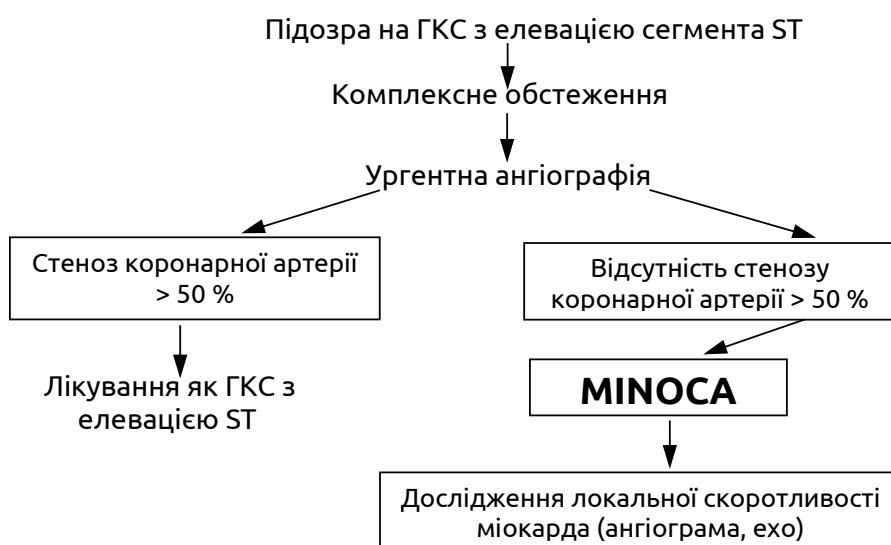 Підозра на ГКС з елевацією сегмента ST
Комплексне обстеження
Ургентна ангіографія
Стеноз коронарної артерії
> 50 %
Відсутність стенозу
коронарної артерії > 50 %
Лікування як ГКС з
елевацією ST
MINOCA
Дослідження локальної скоротливості
міокарда (ангіограма, ехо)